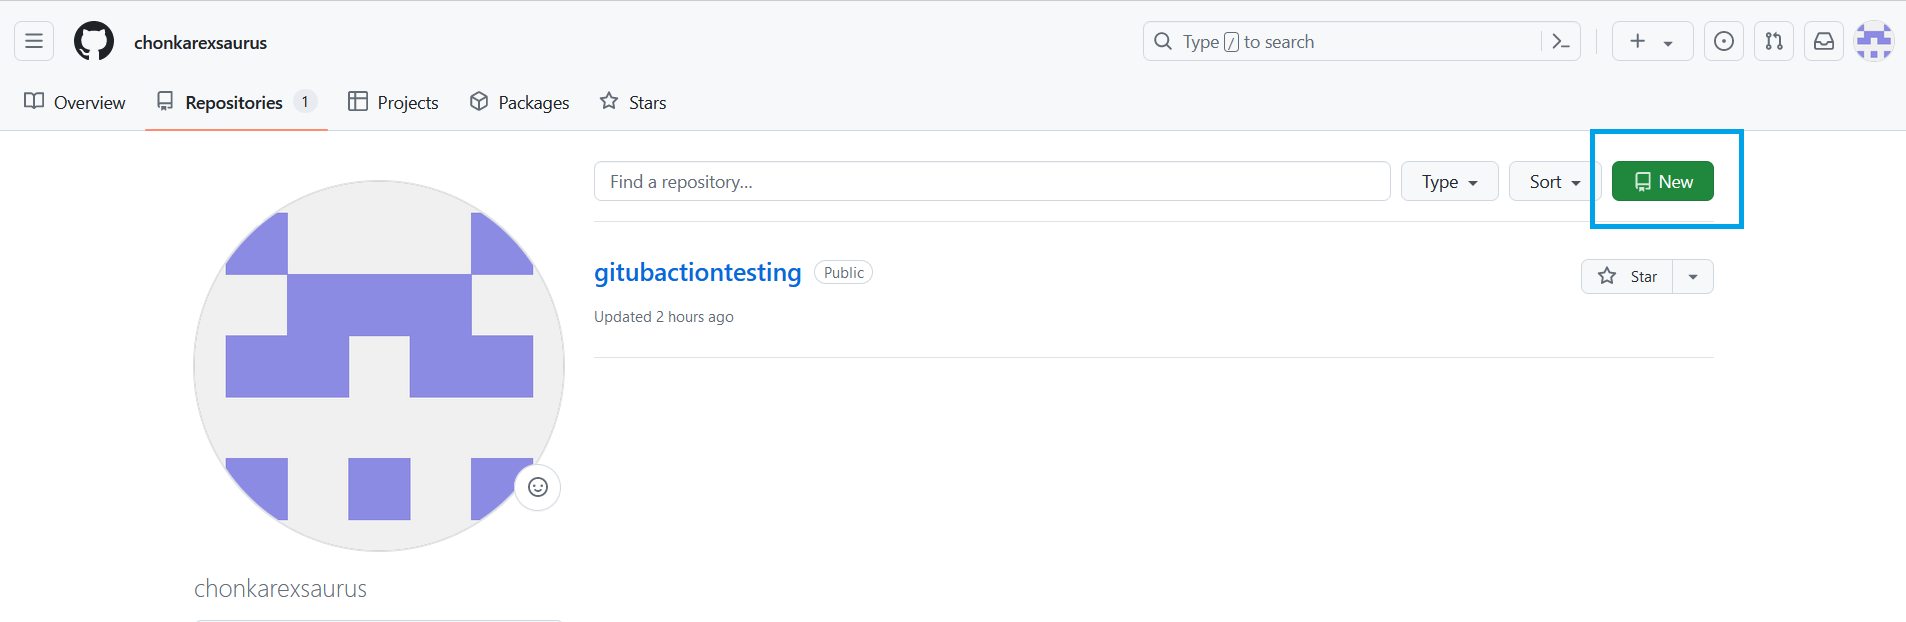 chonkarexsaurus
Type / to search
Overview
Repositories 1
Projects
Packages
Stars
Find a repository...
Type
Sort
New
gitubactiontesting Public
Star
Updated 2 hours ago
chonkarexsaurus